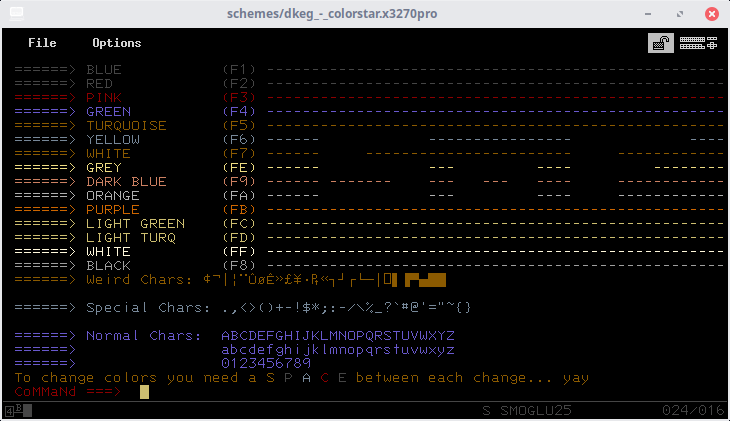 schemes/dkeg_-_colorstar.x3270pro
File Options
======> BLUE (F1) ----------------------------------------------------
======> RED (F2) ----------------------------------------------------
======> PINK (F3) ----------------------------------------------------
======> GREEN (F4) ----------------------------------------------------
======> TURQUOISE (F5) ----------------------------------------------------
======> YELLOW (F6) ------ --- --- ---
======> WHITE (F7) ------ --- --- ---
======> GREY (FE) ------ --- --- --------
======> DARK BLUE (F9) ------ ---- --- ---- ---- ---
======> ORANGE (FA) ------ --- --- ---
======> PURPLE (FB) ------ --- --- ---
======> LIGHT GREEN (FC) ----------------------------------------------------
======> LIGHT TURQ (FD) ----------------------------------------------------
======> WHITE (FF) ----------------------------------------------------
======> BLACK (F8) ----------------------------------------------------
======> Weird Chars:
======> Special Chars: .,<>()+-!$*;:-/\%_?`#@'="~{}
======> Normal Chars: ABCDEFGHIJKLMNOPQRSTUVWXYZ
======> abcdefghijklmnopqrstuvwxyz
======> 0123456789
To change colors you need a S P A C E between each change... yay
CoMMaNd ===>
4 B S SMOGLU25 024/016